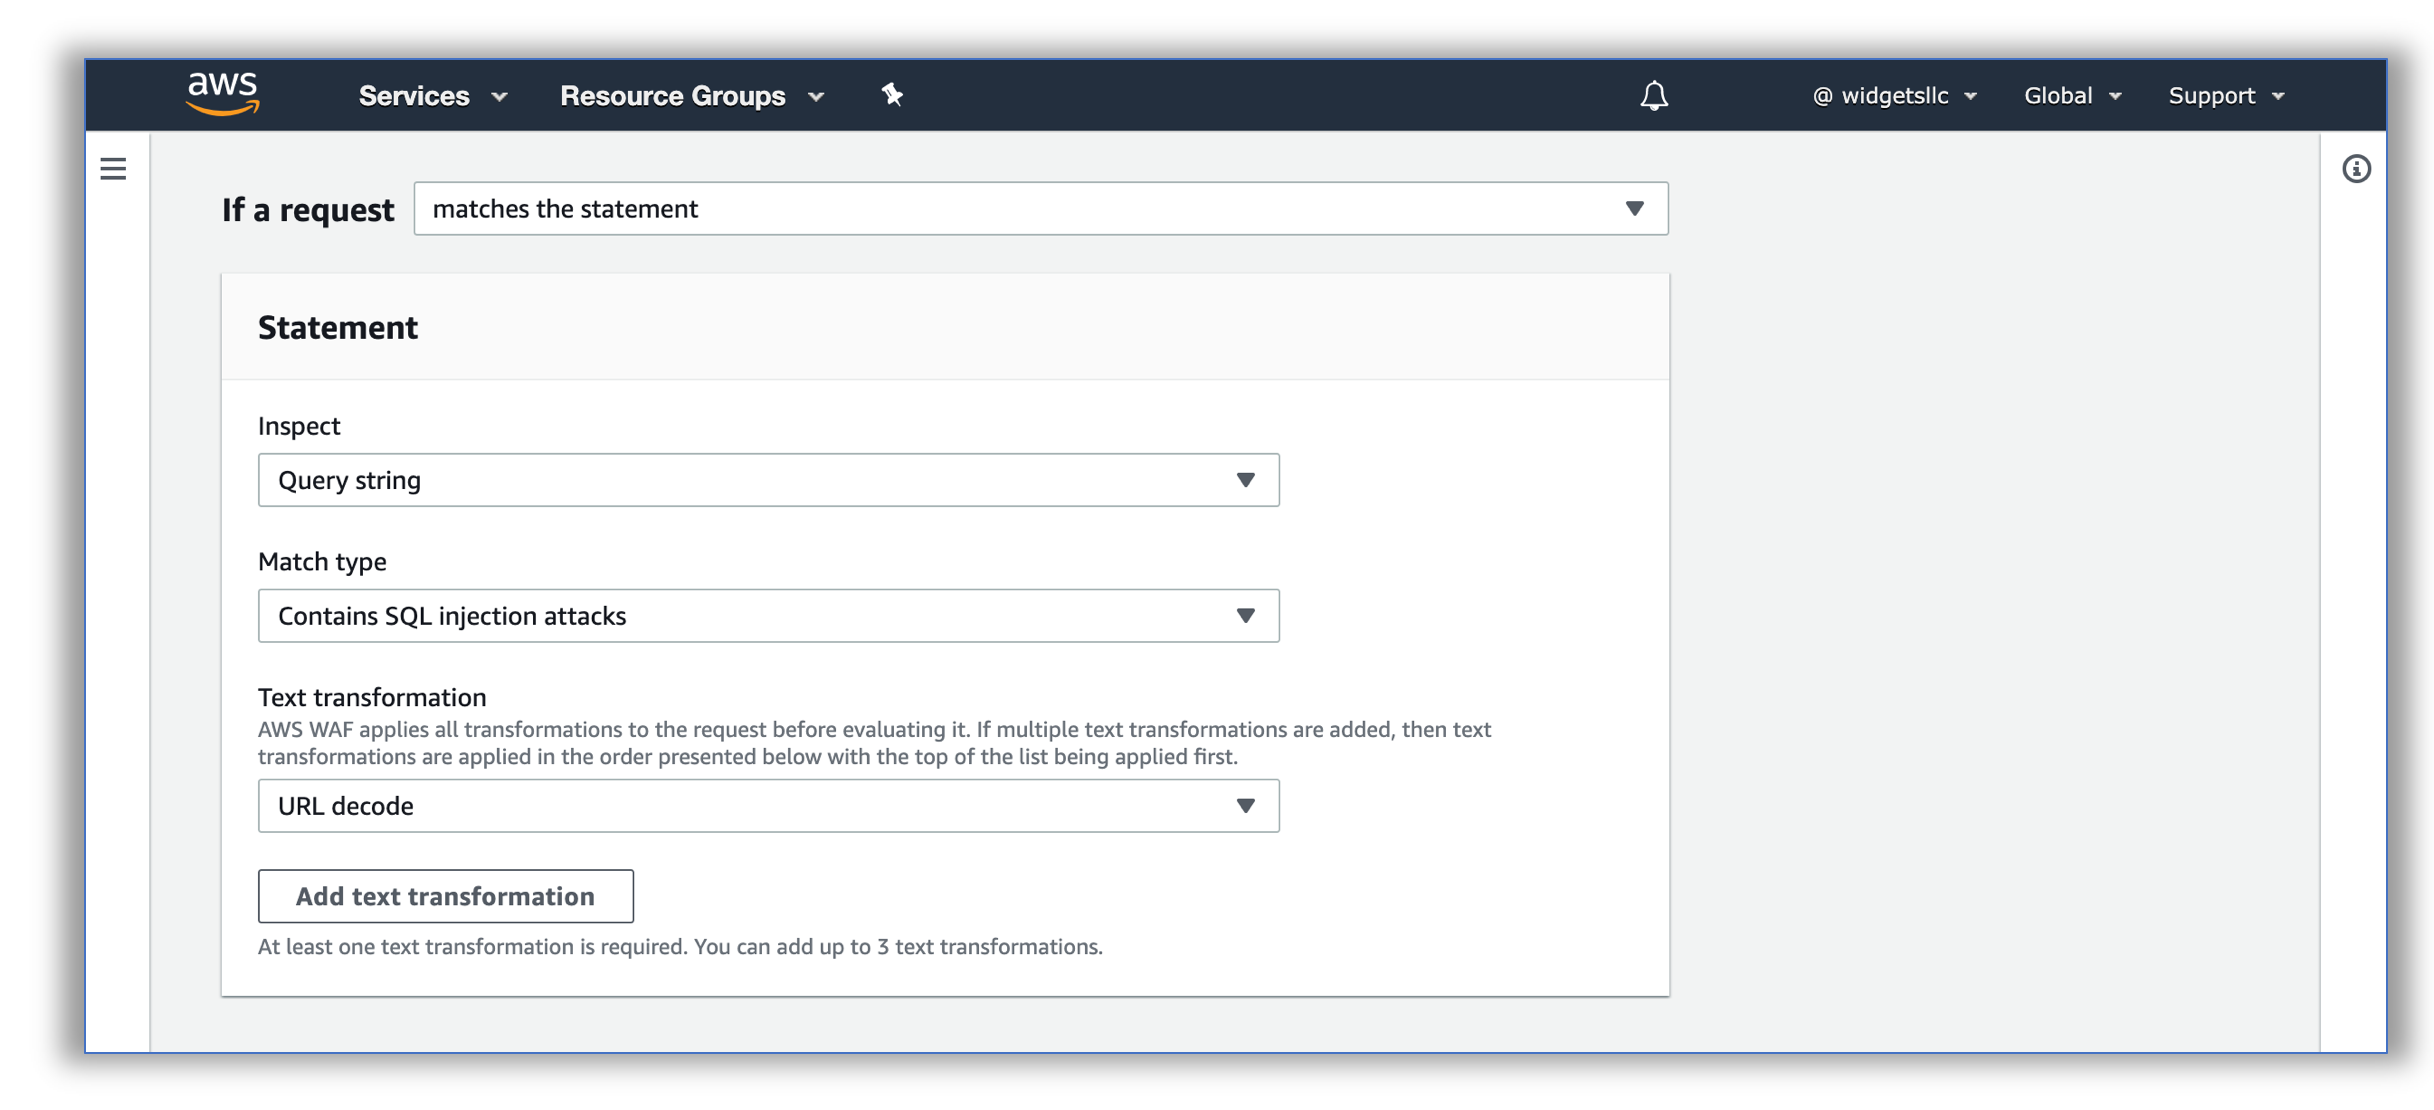 aws Services Resource Groups @ widgetsllc Global Support
If a request matches the statement
Statement
Inspect
Query string
Match type
Contains SQL injection attacks
Text transformation
AWS WAF applies all transformations to the request before evaluating it. If multiple text transformations are added, then text
transformations are applied in the order presented below with the top of the list being applied first.
URL decode
Add text transformation
At least one text transformation is required. You can add up to 3 text transformations.